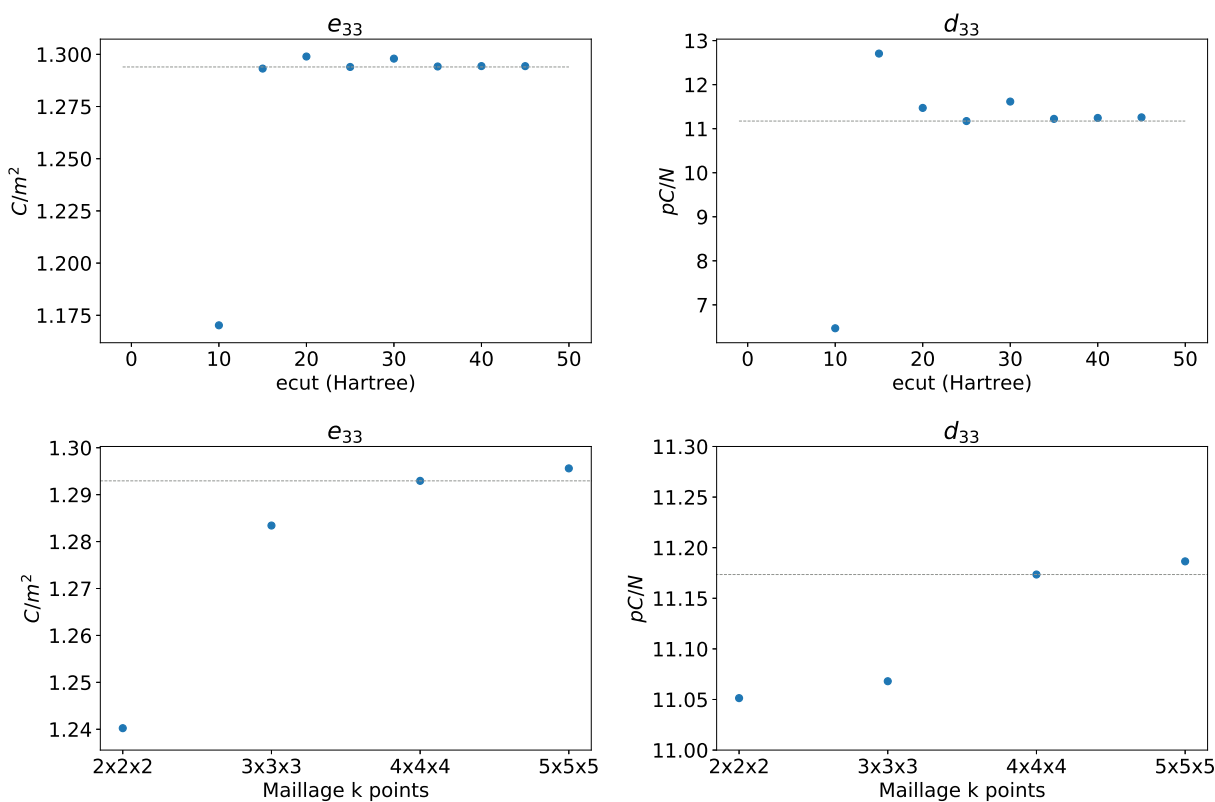 e₃₃
C/m²
1.300
1.275
1.250
1.225
1.200
1.175
0 10 20 30 40 50
ecut (Hartree)
d₃₃
pC/N
13
12
11
10
9
8
7
0 10 20 30 40 50
ecut (Hartree)
e₃₃
C/m²
1.30
1.29
1.28
1.27
1.26
1.25
1.24
2x2x2 3x3x3 4x4x4 5x5x5
Maillage k points
d₃₃
pC/N
11.30
11.25
11.20
11.15
11.10
11.05
11.00
2x2x2 3x3x3 4x4x4 5x5x5
Maillage k points